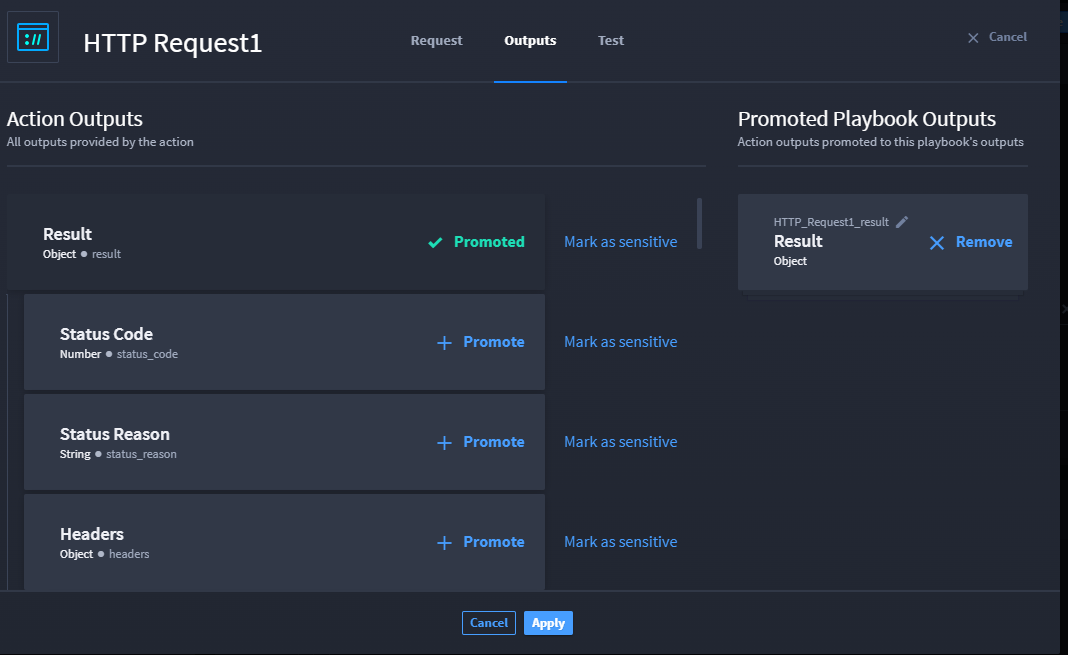 ://
HTTP Request1
Request
Outputs
Test
Cancel
Action Outputs
All outputs provided by the action
Promoted Playbook Outputs
Action outputs promoted to this playbook's outputs
Result
Object ● result
Promoted
Mark as sensitive
HTTP_Request1_result
Result
Object
Remove
Status Code
Number ● status_code
Promote
Mark as sensitive
Status Reason
String ● status_reason
Promote
Mark as sensitive
Headers
Object ● headers
Promote
Mark as sensitive
Cancel
Apply